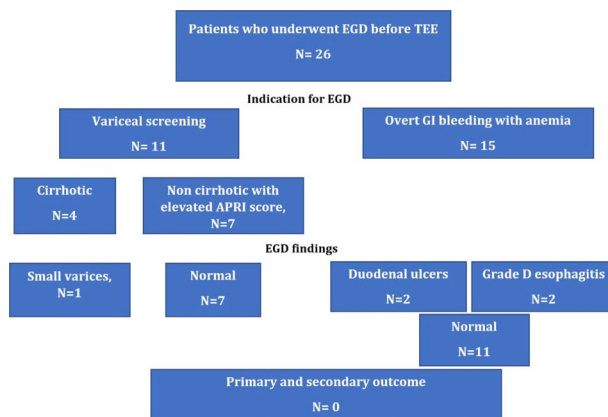 Patients who underwent EGD before TEE
N= 26
Indication for EGD
Variceal screening
N= 11
Overt GI bleeding with anemia
N= 15
Cirrhotic
N=4
Non cirrhotic with
elevated APRI score,
N=7
EGD findings
Small varices,
N=1
Normal
N=7
Duodenal ulcers
N=2
Grade D esophagitis
N=2
Normal
N=11
Primary and secondary outcome
N= 0